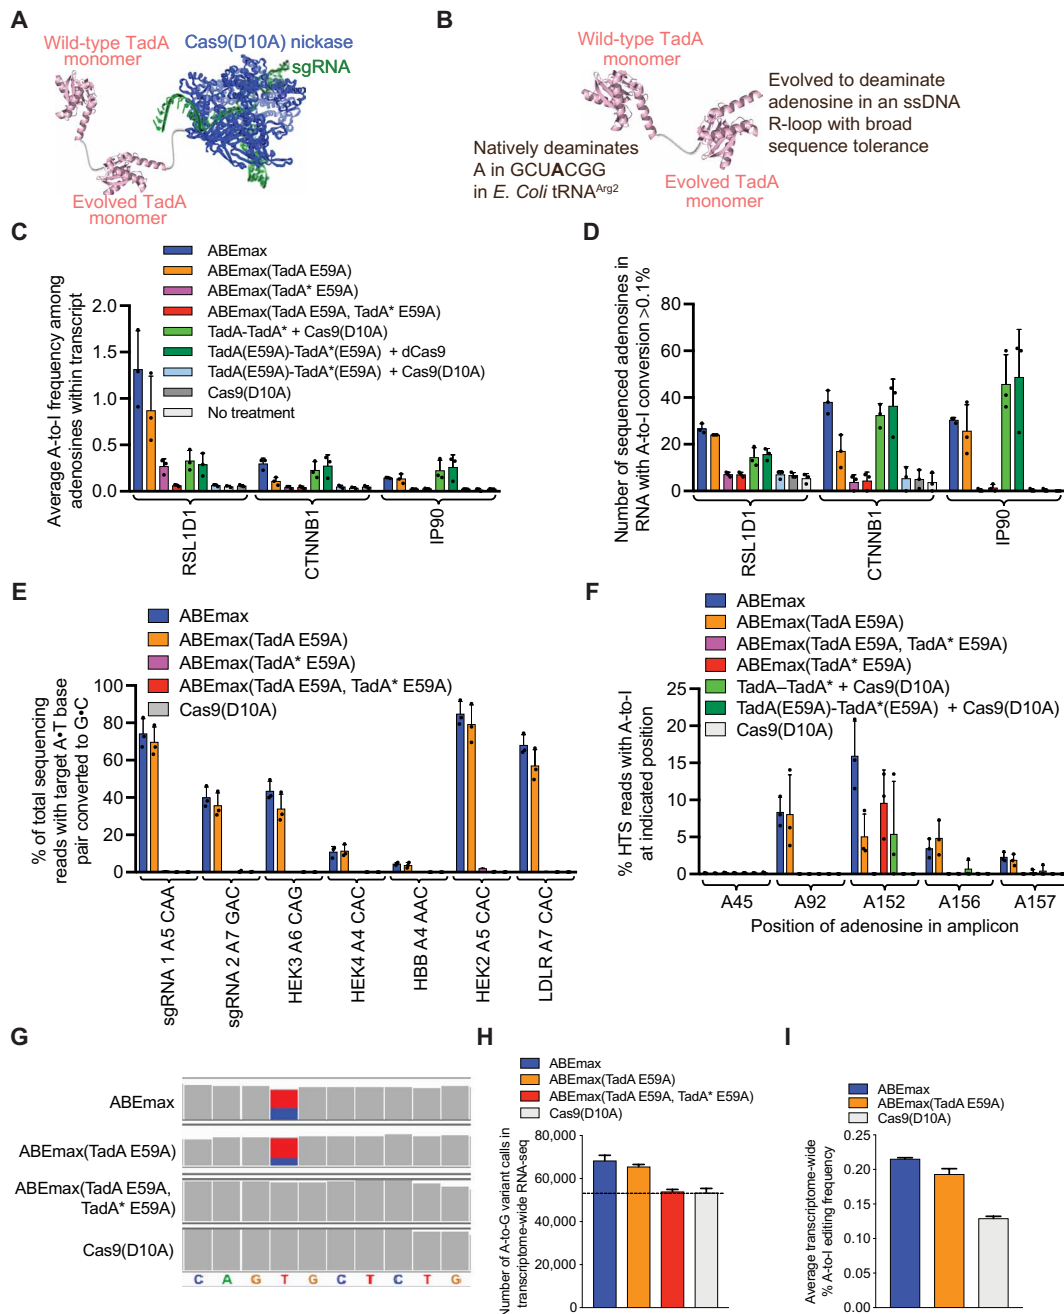 A
Wild-type TadA
monomer
Cas9(D10A) nickase
sgRNA
Evolved TadA
monomer
B
Wild-type TadA
monomer
Evolved to deaminate
adenosine in an ssDNA
R-loop with broad
sequence tolerance
Natively deaminates
A in GCUACGG
in E. Coli tRNAArg2
Evolved TadA
monomer
C
ABEmax
ABEmax(TadA E59A)
ABEmax(TadA* E59A)
ABEmax(TadA E59A, TadA* E59A)
TadA-TadA* + Cas9(D10A)
TadA(E59A)-TadA*(E59A) + dCas9
TadA(E59A)-TadA*(E59A) + Cas9(D10A)
Cas9(D10A)
No treatment
Average A-to-I frequency among
adenosines within transcript
2.0
1.5
1.0
0.5
0.0
RSL1D1
CTNNB1
IP90
D
Number of sequenced adenosines in
RNA with A-to-I conversion >0.1%
80
60
40
20
0
RSL1D1
CTNNB1
IP90
E
ABEmax
ABEmax(TadA E59A)
ABEmax(TadA* E59A)
ABEmax(TadA E59A, TadA* E59A)
Cas9(D10A)
% of total sequencing
reads with target A•T base
pair converted to G•C
100
80
60
40
20
0
sgRNA 1 A5 CAA
sgRNA 2 A7 GAC
HEK3 A6 CAG
HEK4 A4 CAC
HBB A4 AAC
HEK2 A5 CAC
LDLR A7 CAC
F
ABEmax
ABEmax(TadA E59A)
ABEmax(TadA E59A, TadA* E59A)
ABEmax(TadA* E59A)
TadA–TadA* + Cas9(D10A)
TadA(E59A)-TadA*(E59A) + Cas9(D10A)
Cas9(D10A)
% HTS reads with A-to-I
at indicated position
25
20
15
10
5
0
A45
A92
A152
A156
A157
Position of adenosine in amplicon
G
ABEmax
ABEmax(TadA E59A)
ABEmax(TadA E59A,
TadA* E59A)
Cas9(D10A)
C A G T G C T C T G
H
ABEmax
ABEmax(TadA E59A)
ABEmax(TadA E59A, TadA* E59A)
Cas9(D10A)
Number of A-to-G variant calls in
transcriptome-wide RNA-seq
80,000
60,000
40,000
20,000
0
I
ABEmax
ABEmax(TadA E59A)
Cas9(D10A)
Average transcriptome-wide
% A-to-I editing frequency
0.25
0.20
0.15
0.10
0.05
0.00